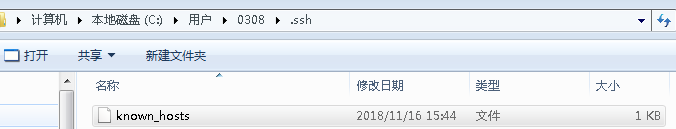 计算机 ▸ 本地磁盘 (C:) ▸ 用户 ▸ 0308 ▸ .ssh
打开 共享 ▼ 新建文件夹
名称 修改日期 类型 大小
known_hosts 2018/11/16 15:44 文件 1 KB